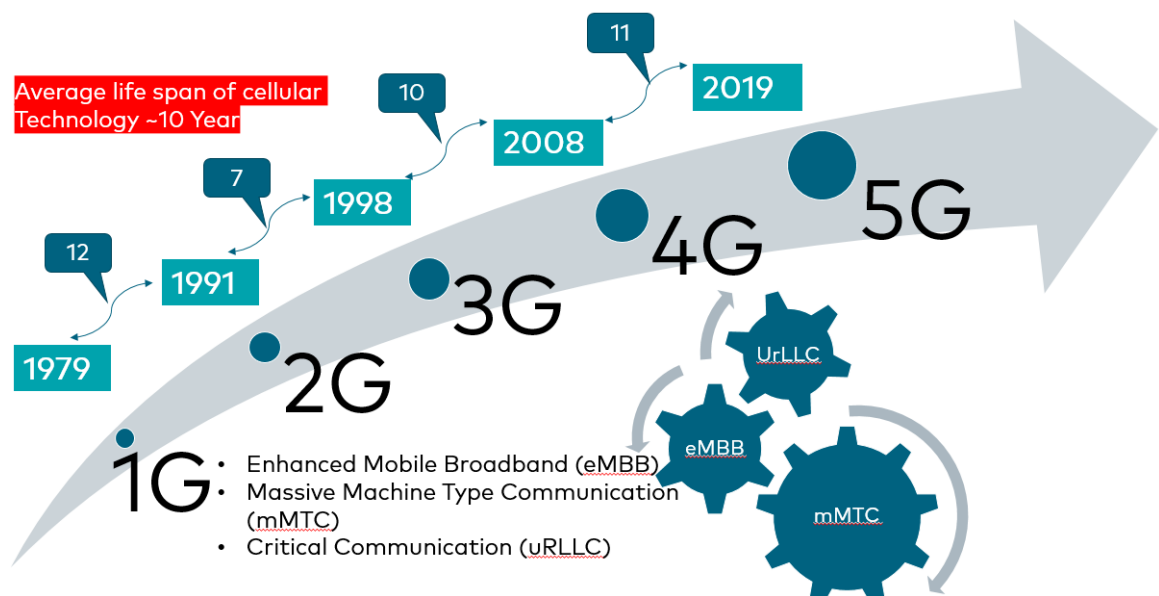 11
2019
Average life span of cellular
Technology ~10 Year
10
2008
7
1998
12
1991
1979
5G
4G
3G
2G
1G
UrLLC
eMBB
mMTC
• Enhanced Mobile Broadband (eMBB)
• Massive Machine Type Communication
(mMTC)
• Critical Communication (uRLLC)